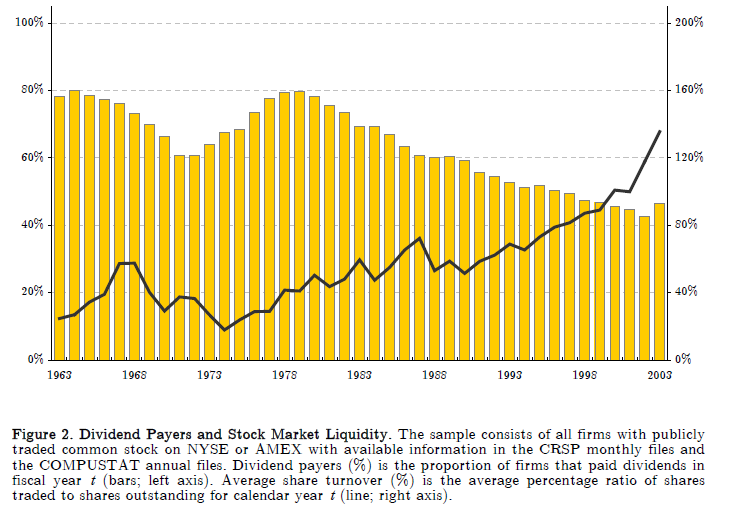 100% 200%
80% 160%
60% 120%
40% 80%
20% 40%
0% 0%
1963 1968 1973 1978 1983 1988 1993 1998 2003
Figure 2. Dividend Payers and Stock Market Liquidity. The sample consists of all firms with publicly
traded common stock on NYSE or AMEX with available information in the CRSP monthly files and
the COMPUSTAT annual files. Dividend payers (%) is the proportion of firms that paid dividends in
fiscal year t (bars; left axis). Average share turnover (%) is the average percentage ratio of shares
traded to shares outstanding for calendar year t (line; right axis).